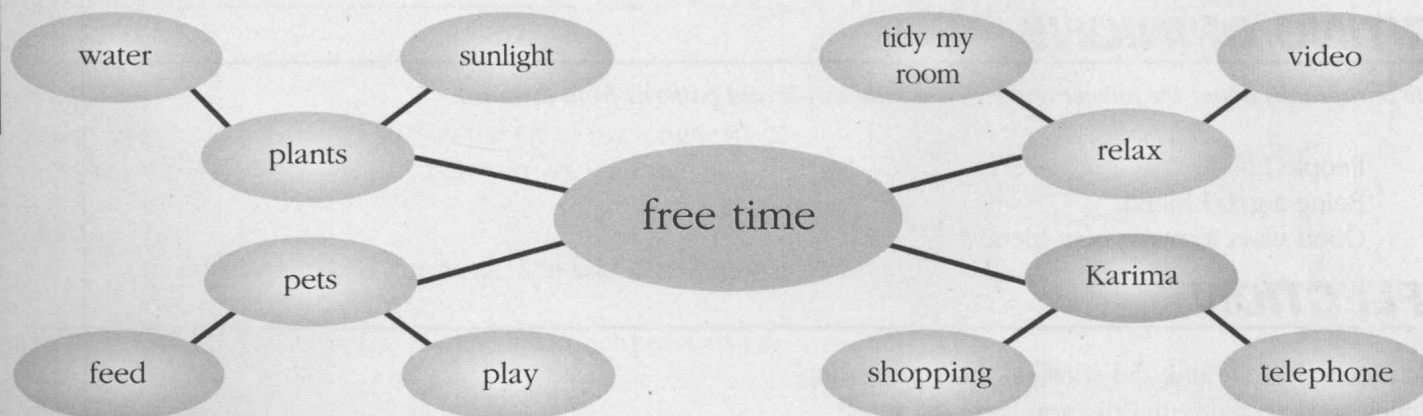 water
sunlight
tidy my
room
video
plants
relax
free time
pets
Karima
feed
play
shopping
telephone